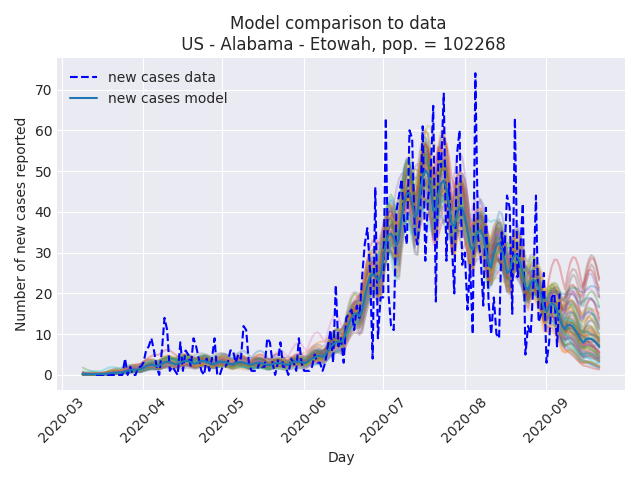 Model comparison to data
US - Alabama - Etowah, pop. = 102268
new cases data
new cases model
Number of new cases reported
70
60
50
40
30
20
10
0
2020-03
2020-04
2020-05
2020-06
2020-07
2020-08
2020-09
Day